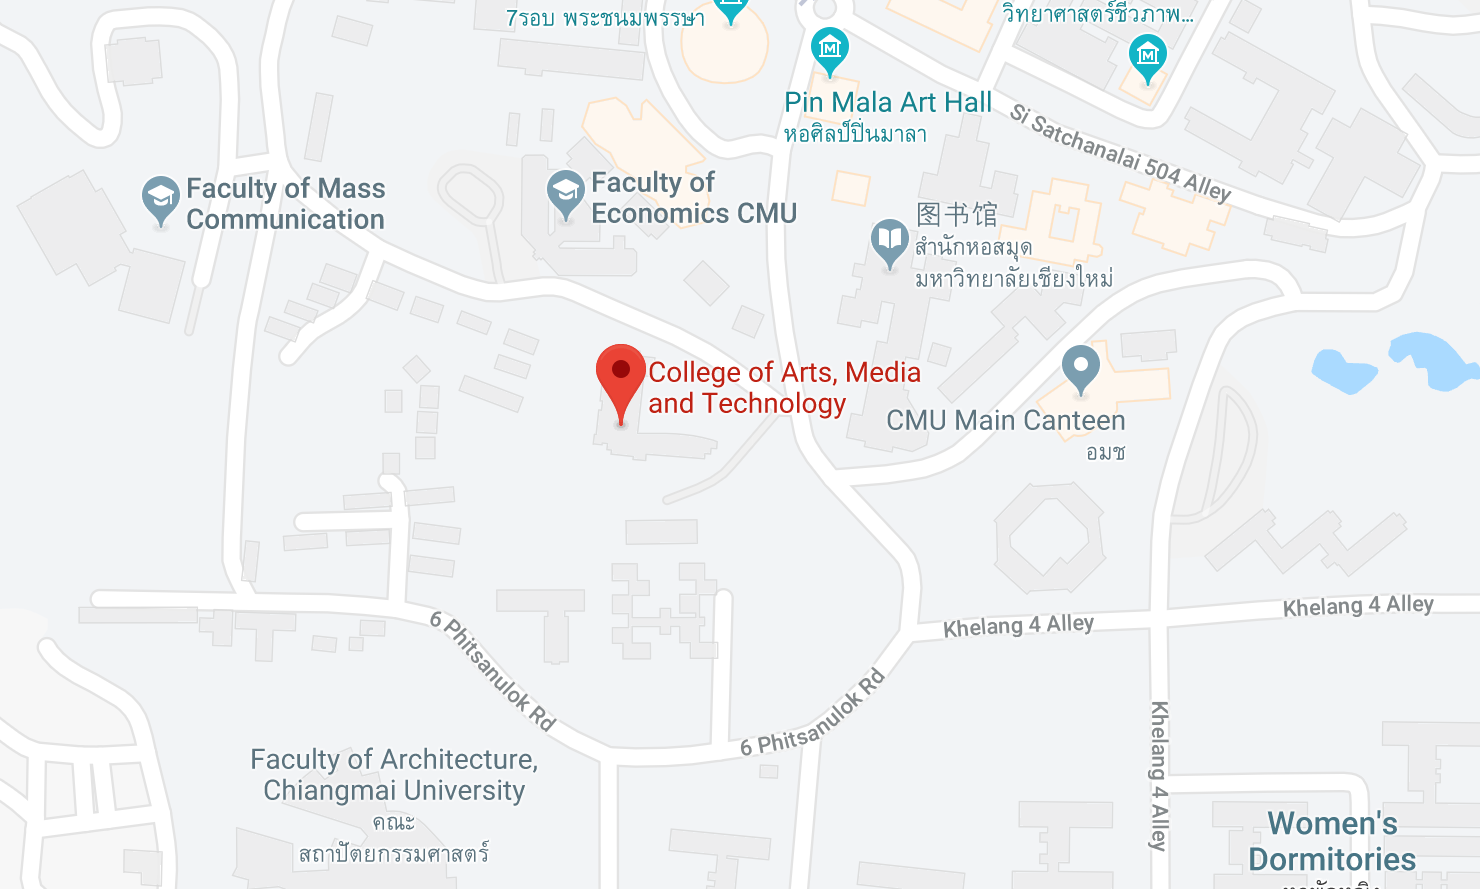 7รอบ พระชนมพรรษา
วิทยาศาสตร์ชีวภาพ...
Pin Mala Art Hall
หอศิลป์ปิ่นมาลา
Si Satchanalai 504 Alley
Faculty of Mass
Communication
Faculty of
Economics CMU
图书馆
สำนักหอสมุด
มหาวิทยาลัยเชียงใหม่
College of Arts, Media
and Technology
CMU Main Canteen
อมช
Khelang 4 Alley
Khelang 4 Alley
6 Phitsanulok Rd
6 Phitsanulok Rd
Khelang 4 Alley
Faculty of Architecture,
Chiangmai University
คณะ
สถาปัตยกรรมศาสตร์
Women's
Dormitories